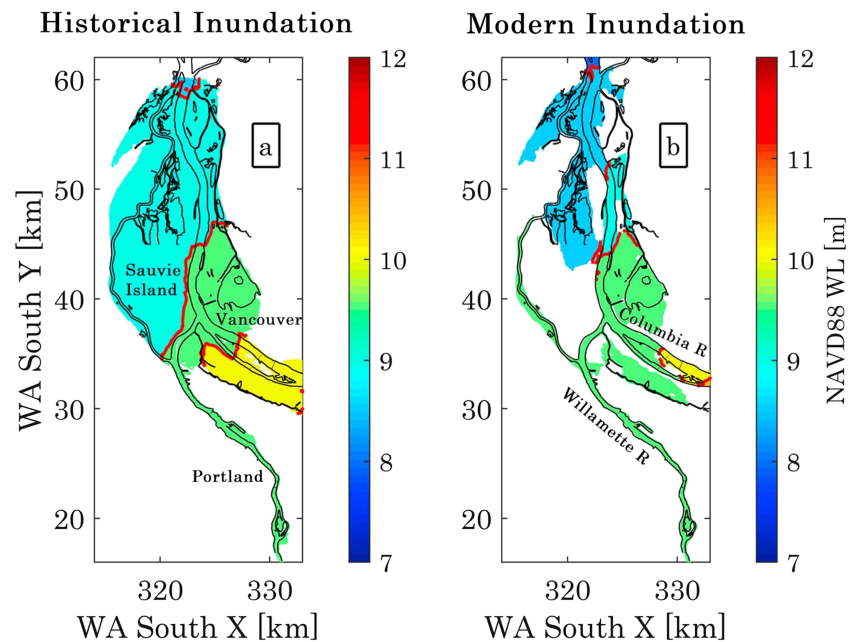 Historical Inundation
Modern Inundation
60
50
40
30
20
320
330
WA South X [km]
WA South Y [km]
a
Sauvie
Island
Vancouver
Portland
12
11
10
9
8
7
60
50
40
30
20
320
330
WA South X [km]
b
Columbia R
Willamette R
12
11
10
9
8
7
NAVD88 WL [m]